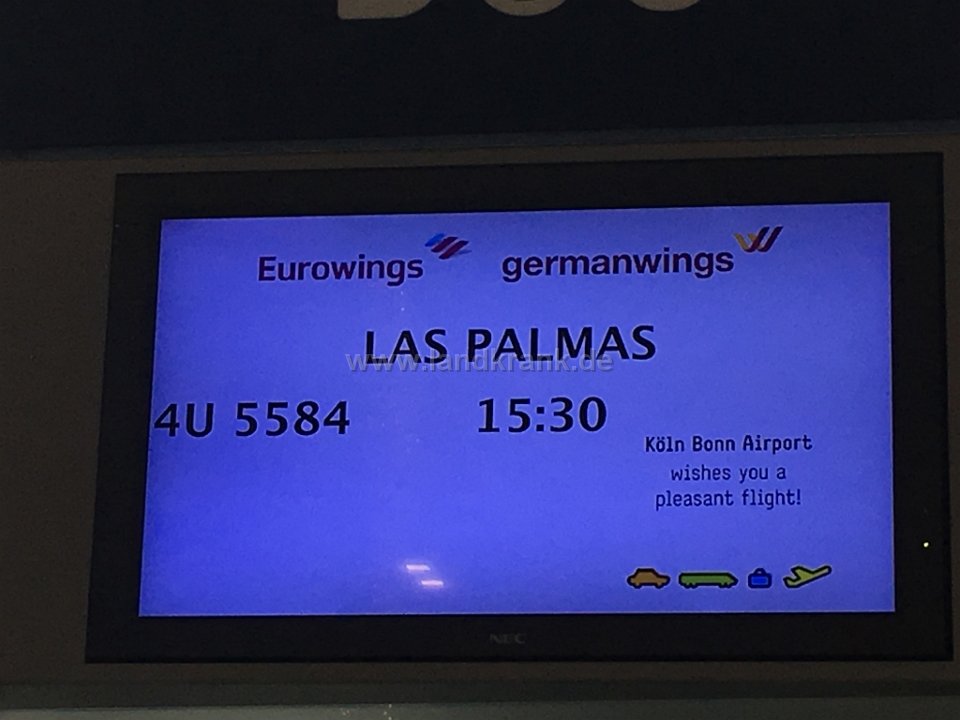 Eurowings germanwings
LAS PALMAS
www.landkrank.de
4U 5584 15:30
Köln Bonn Airport
wishes you a
pleasant flight!
NEC